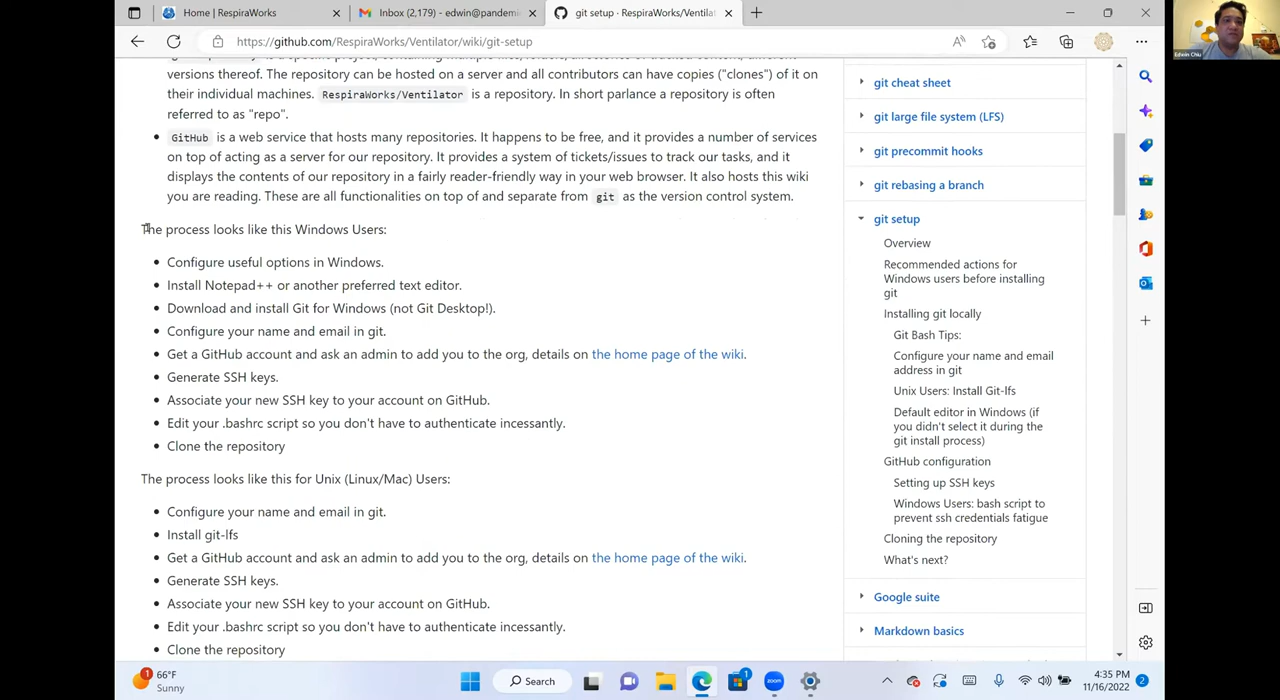 Home | RespiraWorks
Inbox (2,179) - edwin@pandemi
git setup · RespiraWorks/Ventilat
https://github.com/RespiraWorks/Ventilator/wiki/git-setup
Edwin Chiu
versions thereof. The repository can be hosted on a server and all contributors can have copies ("clones") of it on
their individual machines. RespiraWorks/Ventilator is a repository. In short parlance a repository is often
referred to as "repo".
GitHub is a web service that hosts many repositories. It happens to be free, and it provides a number of services
on top of acting as a server for our repository. It provides a system of tickets/issues to track our tasks, and it
displays the contents of our repository in a fairly reader-friendly way in your web browser. It also hosts this wiki
you are reading. These are all functionalities on top of and separate from git as the version control system.
The process looks like this Windows Users:
Configure useful options in Windows.
Install Notepad++ or another preferred text editor.
Download and install Git for Windows (not Git Desktop!).
Configure your name and email in git.
Get a GitHub account and ask an admin to add you to the org, details on the home page of the wiki.
Generate SSH keys.
Associate your new SSH key to your account on GitHub.
Edit your .bashrc script so you don't have to authenticate incessantly.
Clone the repository
The process looks like this for Unix (Linux/Mac) Users:
Configure your name and email in git.
Install git-lfs
Get a GitHub account and ask an admin to add you to the org, details on the home page of the wiki.
Generate SSH keys.
Associate your new SSH key to your account on GitHub.
Edit your .bashrc script so you don't have to authenticate incessantly.
Clone the repository
git cheat sheet
git large file system (LFS)
git precommit hooks
git rebasing a branch
git setup
Overview
Recommended actions for
Windows users before installing
git
Installing git locally
Git Bash Tips:
Configure your name and email
address in git
Unix Users: Install Git-lfs
Default editor in Windows (if
you didn't select it during the
git install process)
GitHub configuration
Setting up SSH keys
Windows Users: bash script to
prevent ssh credentials fatigue
Cloning the repository
What's next?
Google suite
Markdown basics
66°F
Sunny
Search
4:35 PM
11/16/2022